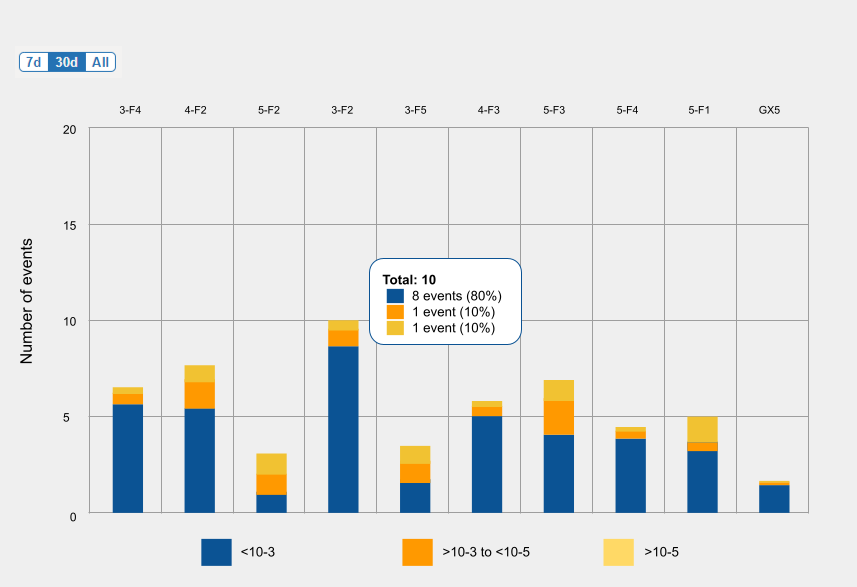 7d 30d All
3-F4 4-F2 5-F2 3-F2 3-F5 4-F3 5-F3 5-F4 5-F1 GX5
20
15
10
5
0
Number of events
Total: 10
8 events (80%)
1 event (10%)
1 event (10%)
<10-3 >10-3 to <10-5 >10-5